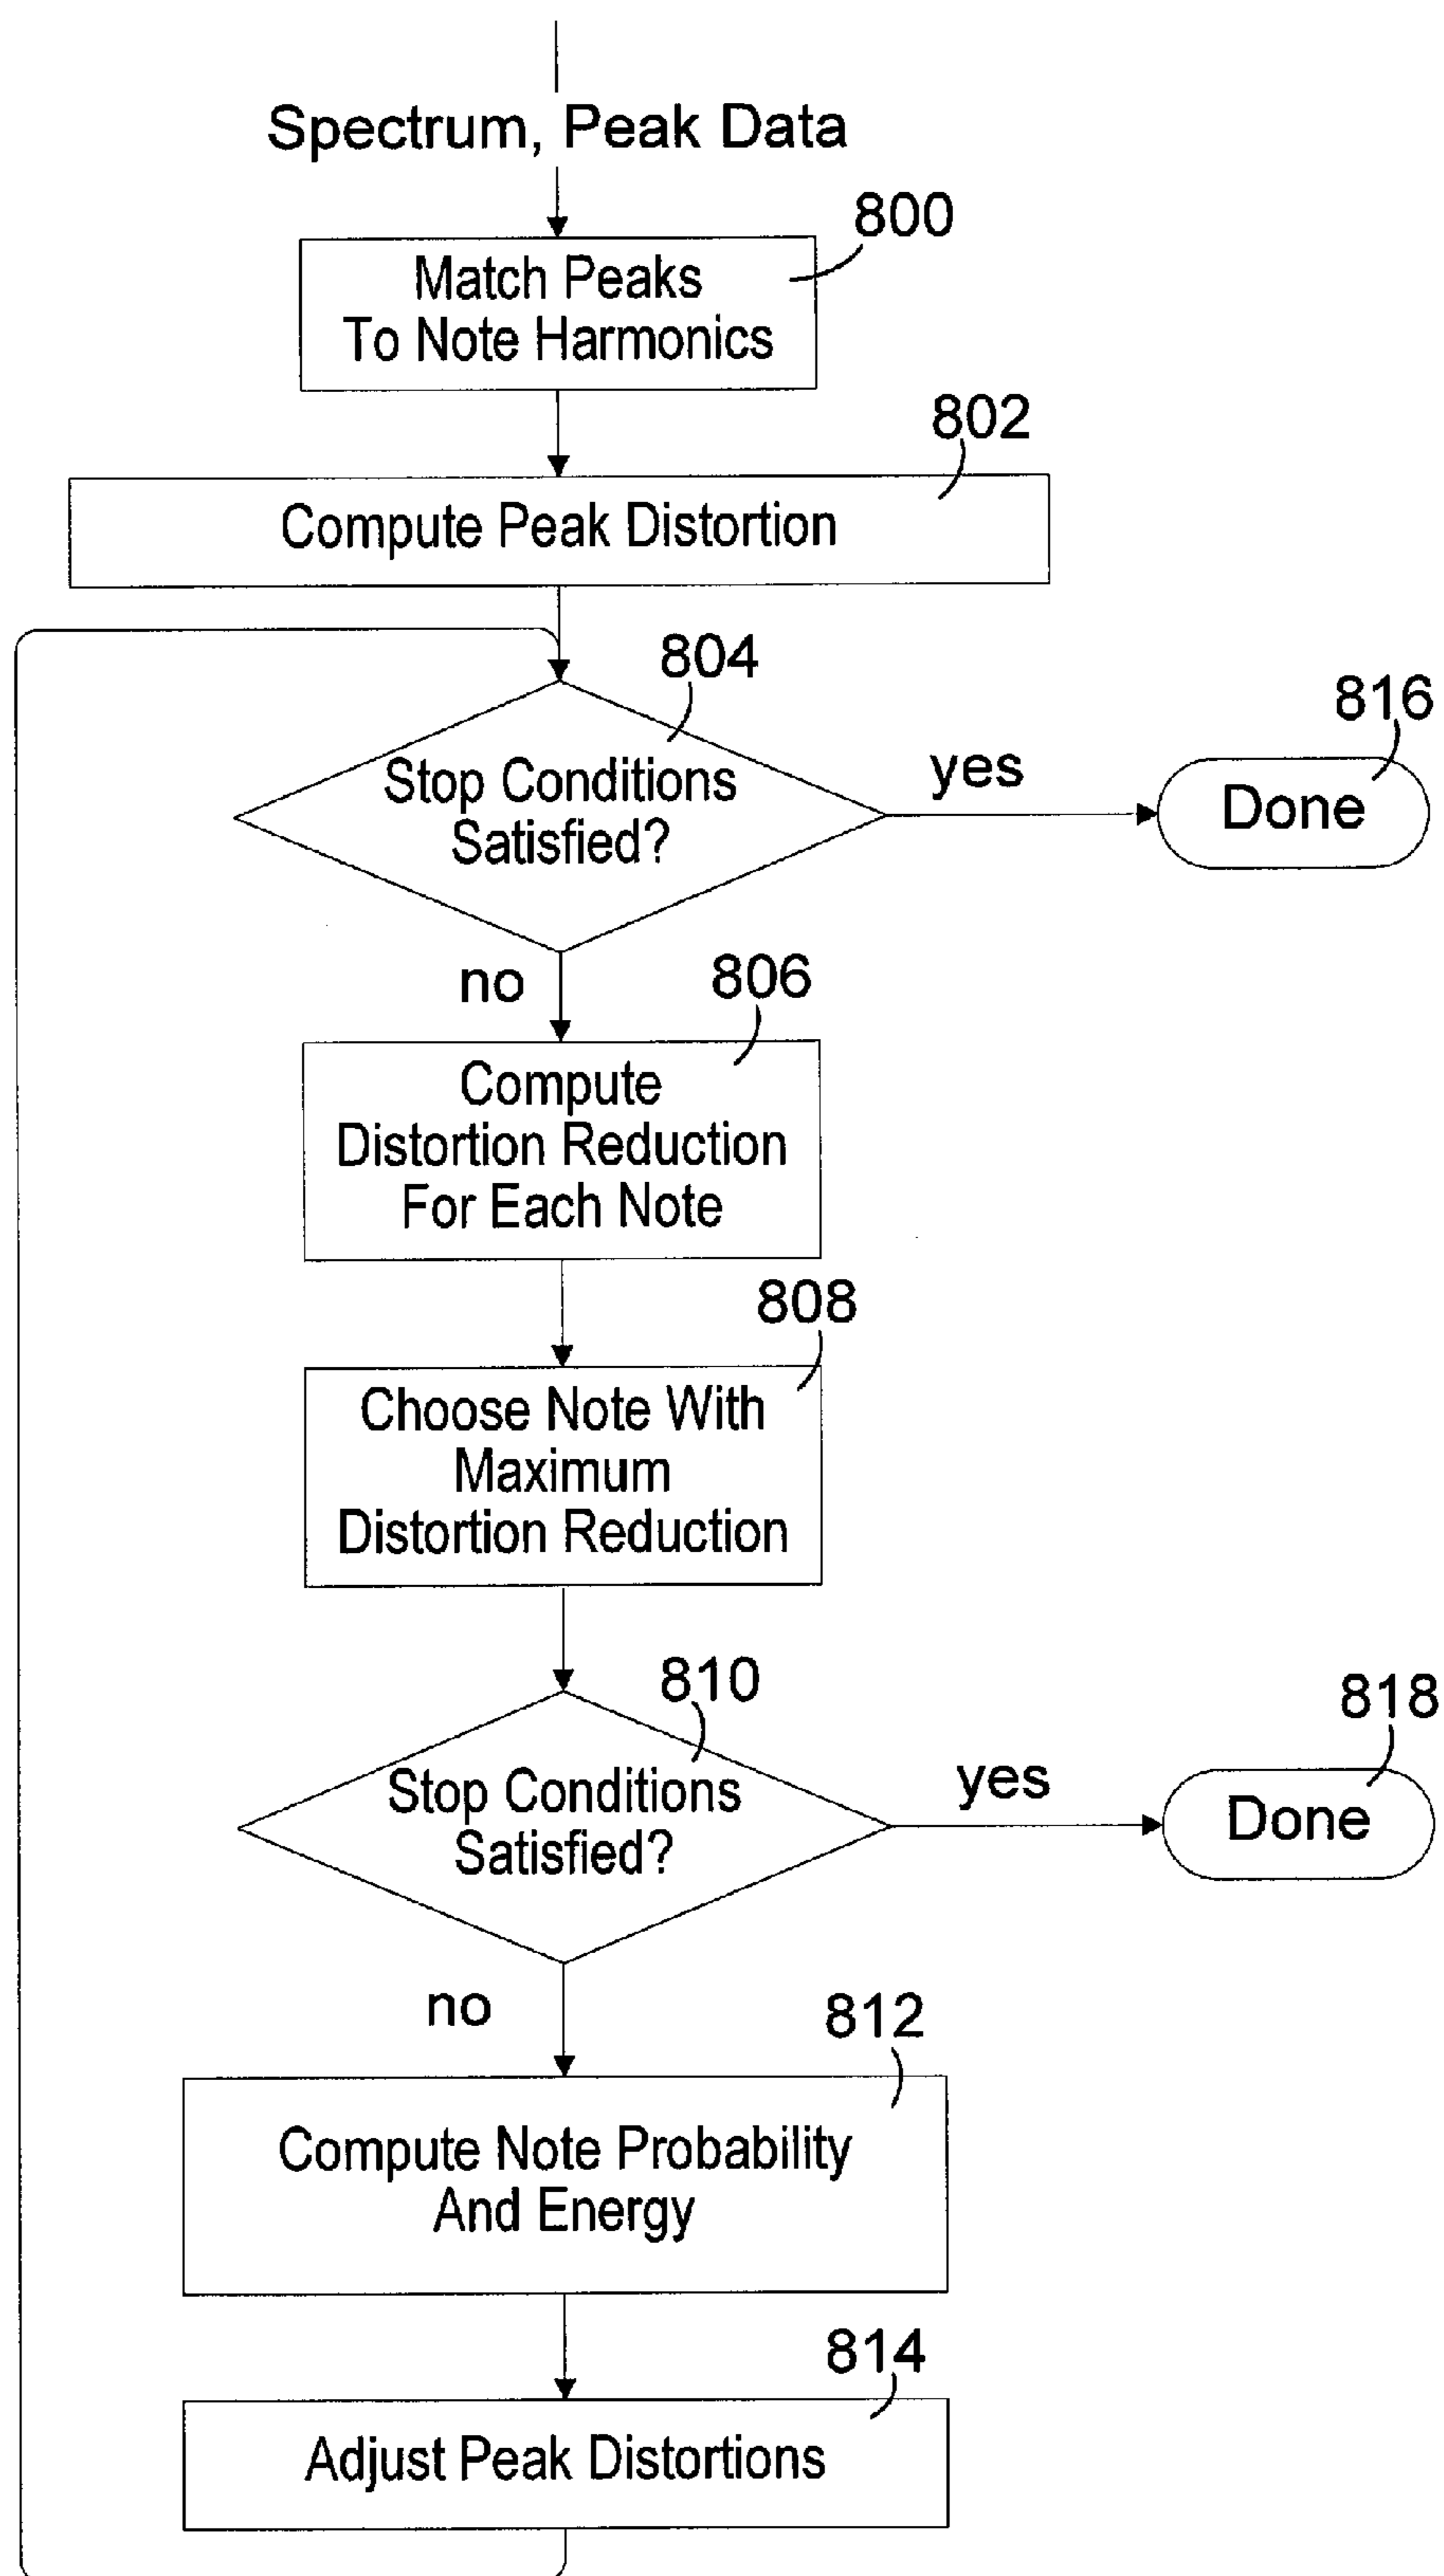 Spectrum, Peak Data
800
Match Peaks
To Note Harmonics
802
Compute Peak Distortion
804
Stop Conditions
Satisfied?
yes
816
Done
no
806
Compute
Distortion Reduction
For Each Note
808
Choose Note With
Maximum
Distortion Reduction
810
Stop Conditions
Satisfied?
yes
818
Done
no
812
Compute Note Probability
And Energy
814
Adjust Peak Distortions